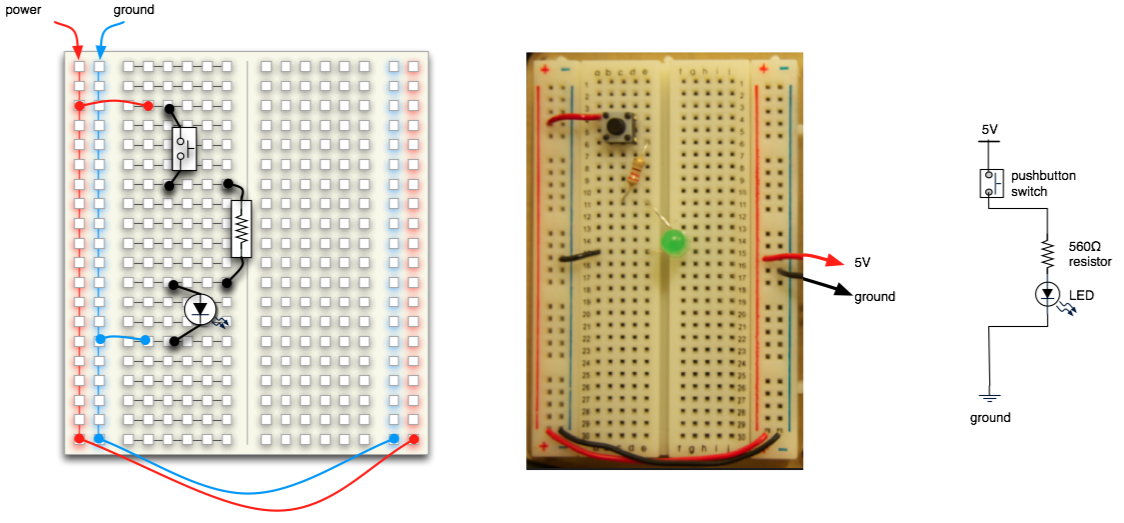 power
ground
+ −
a b c d e
f g h i j
+ −
5V
ground
+ −
a b c d e
f g h i j
+ −
5V
pushbutton
switch
560Ω
resistor
LED
ground